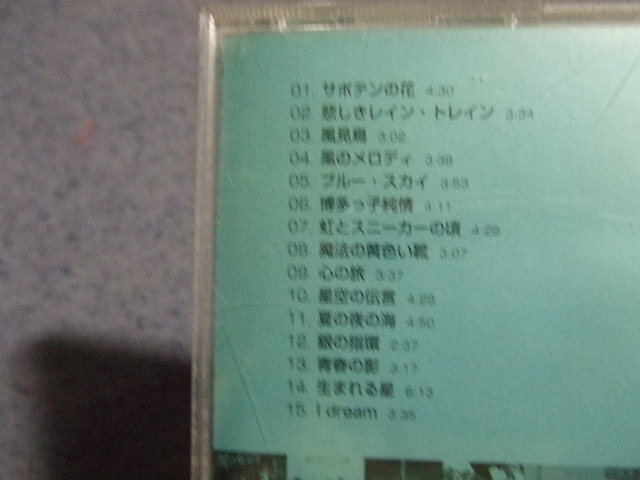 01. サボテンの花 4:30
02. 悲しきレイン・トレイン 3:34
03. 風見鶏 3:02
04. 風のメロディ 3:39
05. ブルー・スカイ 3:53
06. 博多っ子純情 4:11
07. 虹とスニーカーの頃 4:29
08. 魔法の黄色い靴 3:07
09. 心の旅 3:37
10. 星空の伝言 4:29
11. 夏の夜の海 4:50
12. 銀の指環 2:37
13. 青春の影 3:17
14. 生まれる星 6:13
15. I dream 3:35